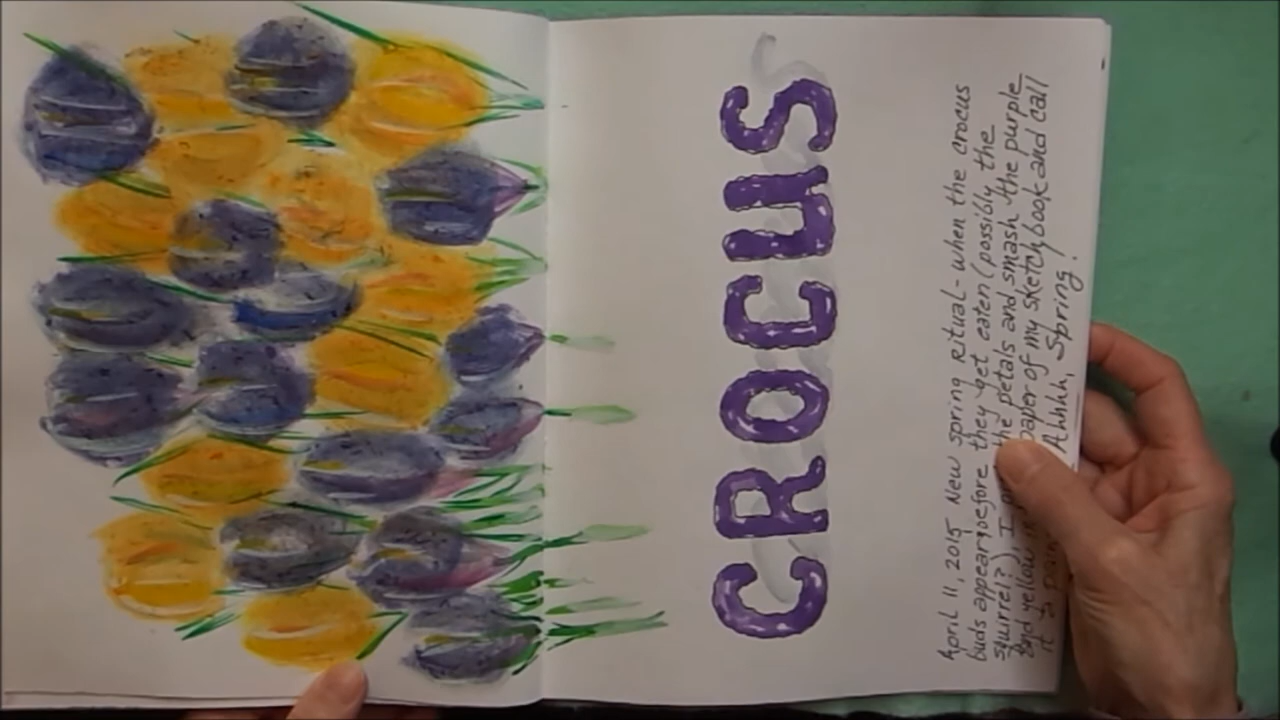 CROCUS
April 11, 2015 New spring Ritual - when the crocus
buds appear, before they get eaten (possibly the
squirrel?) I the petals and smash the purple
and yellow paper of my sketchbook and call
it a Ahhhh, Spring!